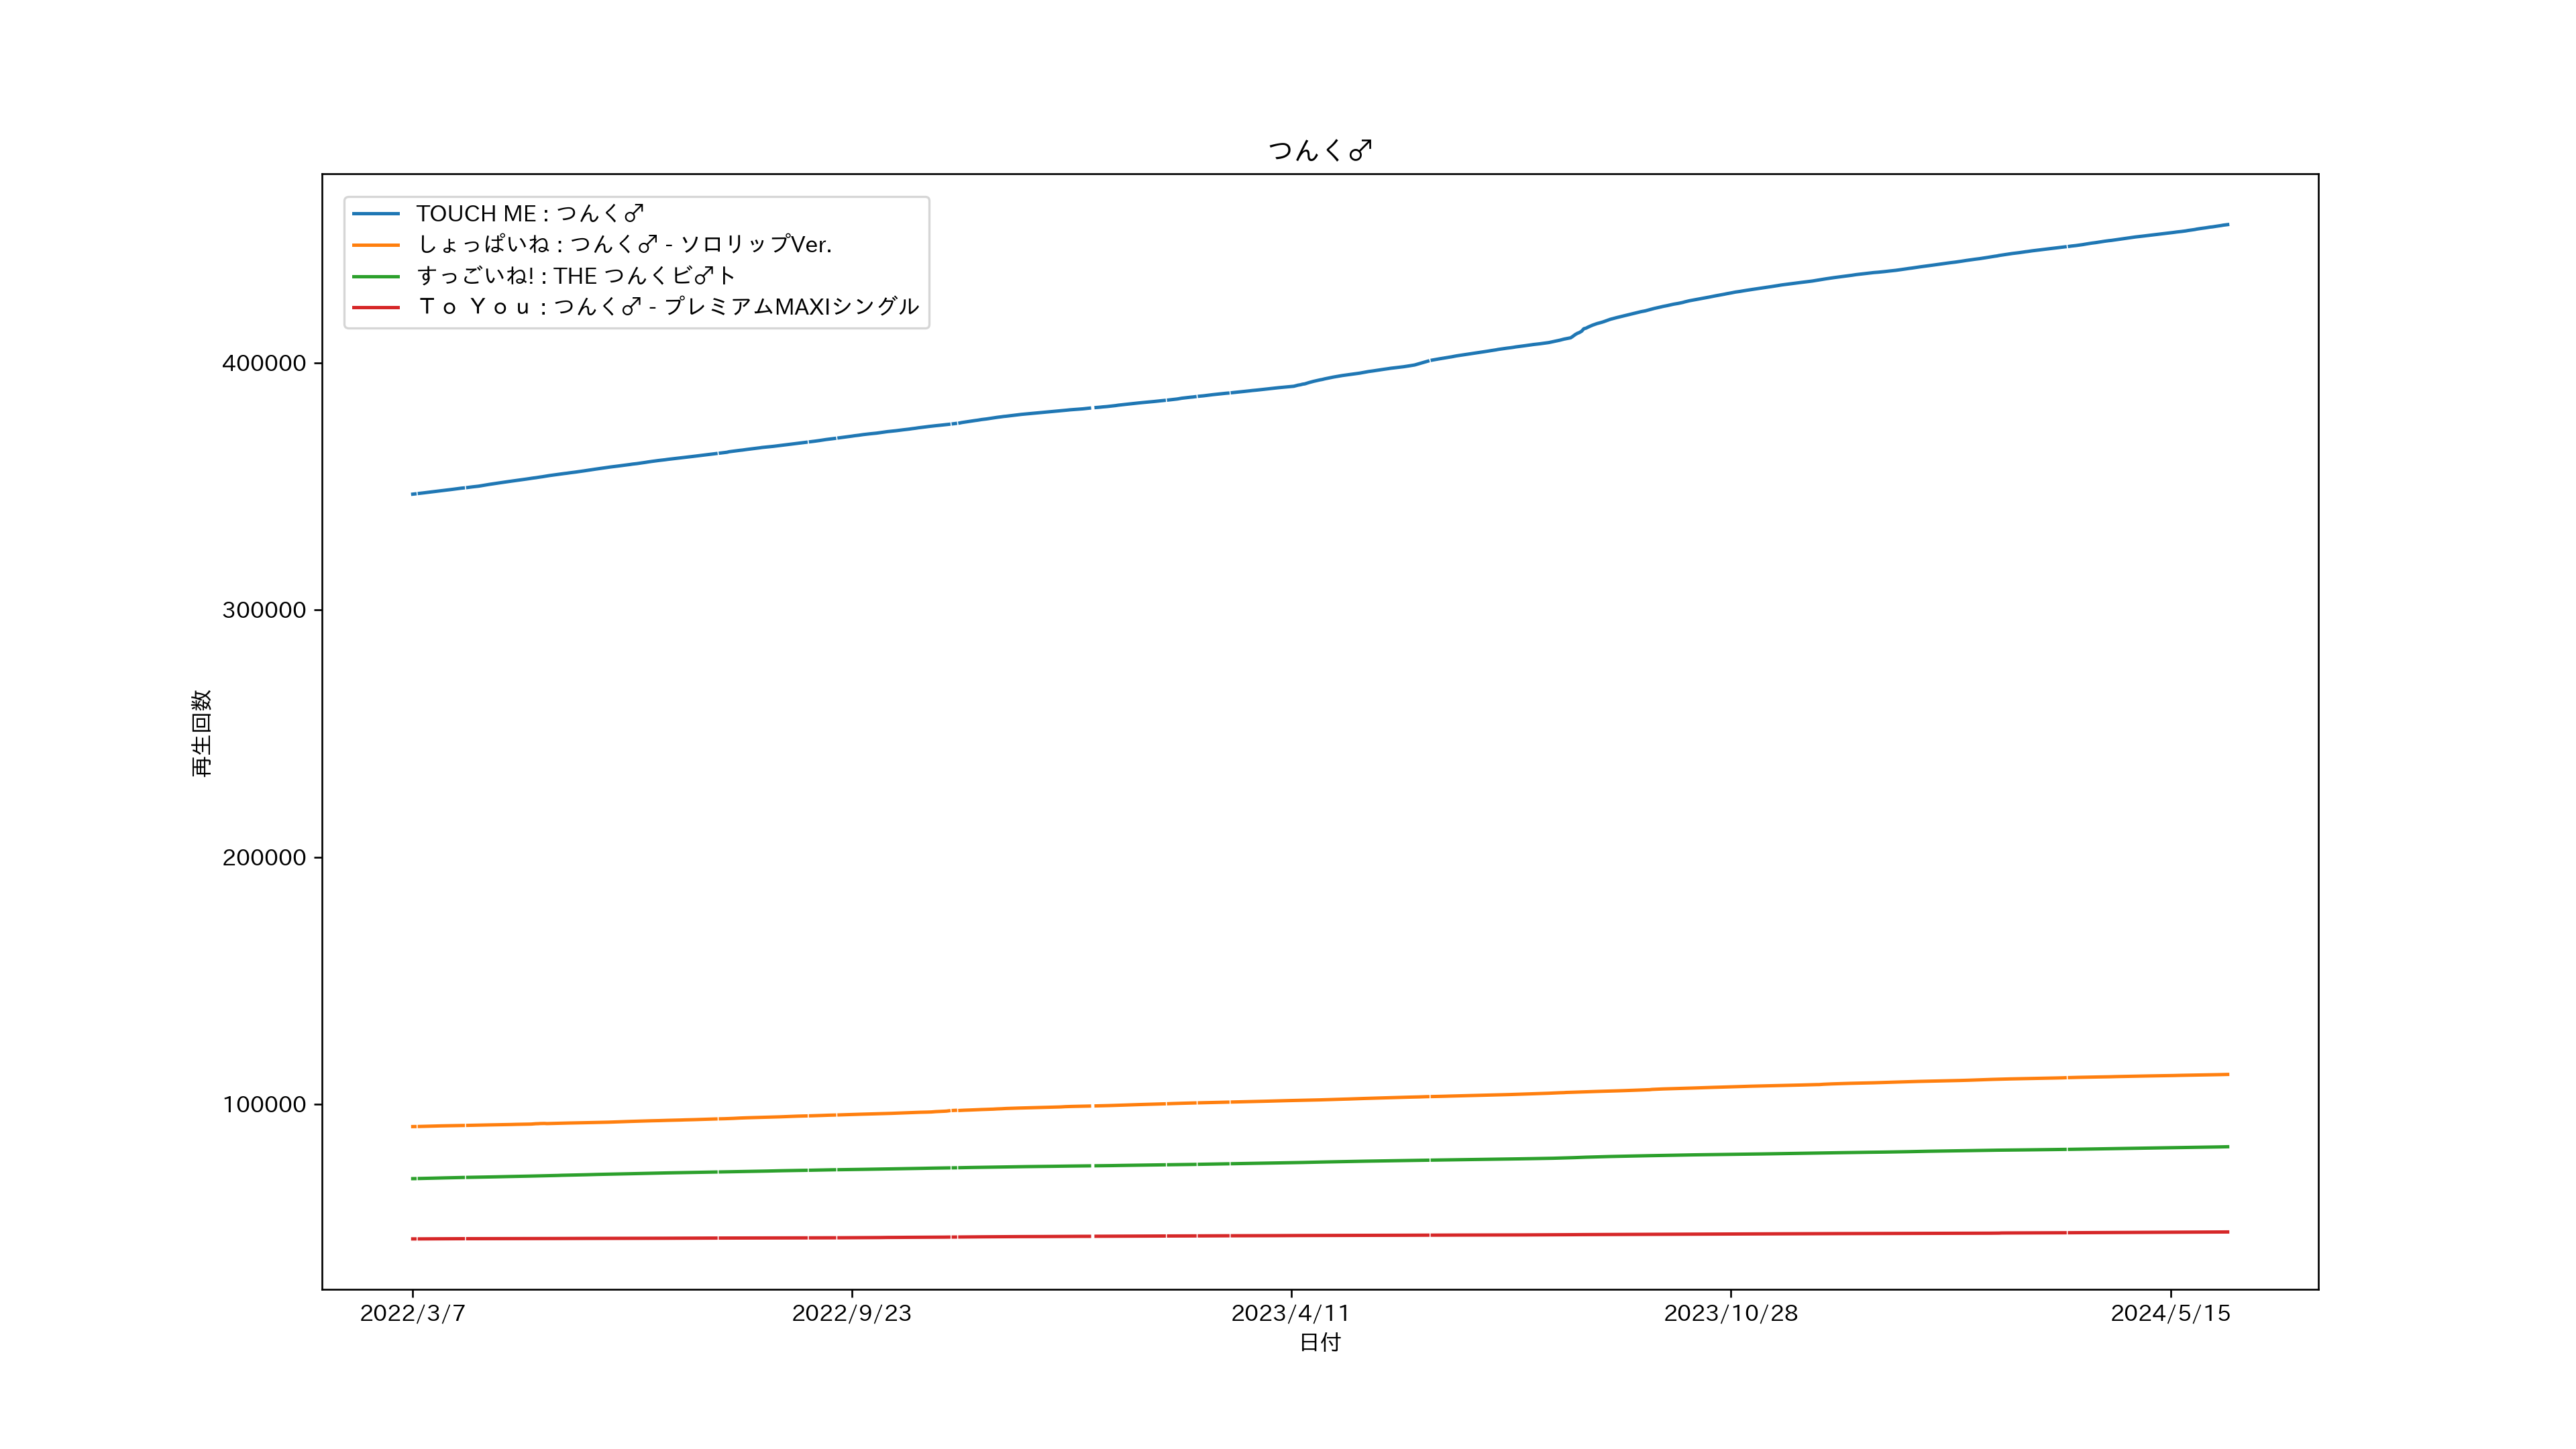 つんく♂
TOUCH ME : つんく♂
しょっぱいね : つんく♂ - ソロリップVer.
すっごいね! : THE つんくビ♂ト
Ｔｏ Ｙｏｕ : つんく♂ - プレミアムMAXIシングル
400000
300000
200000
100000
再生回数
2022/3/7
2022/9/23
2023/4/11
2023/10/28
2024/5/15
日付